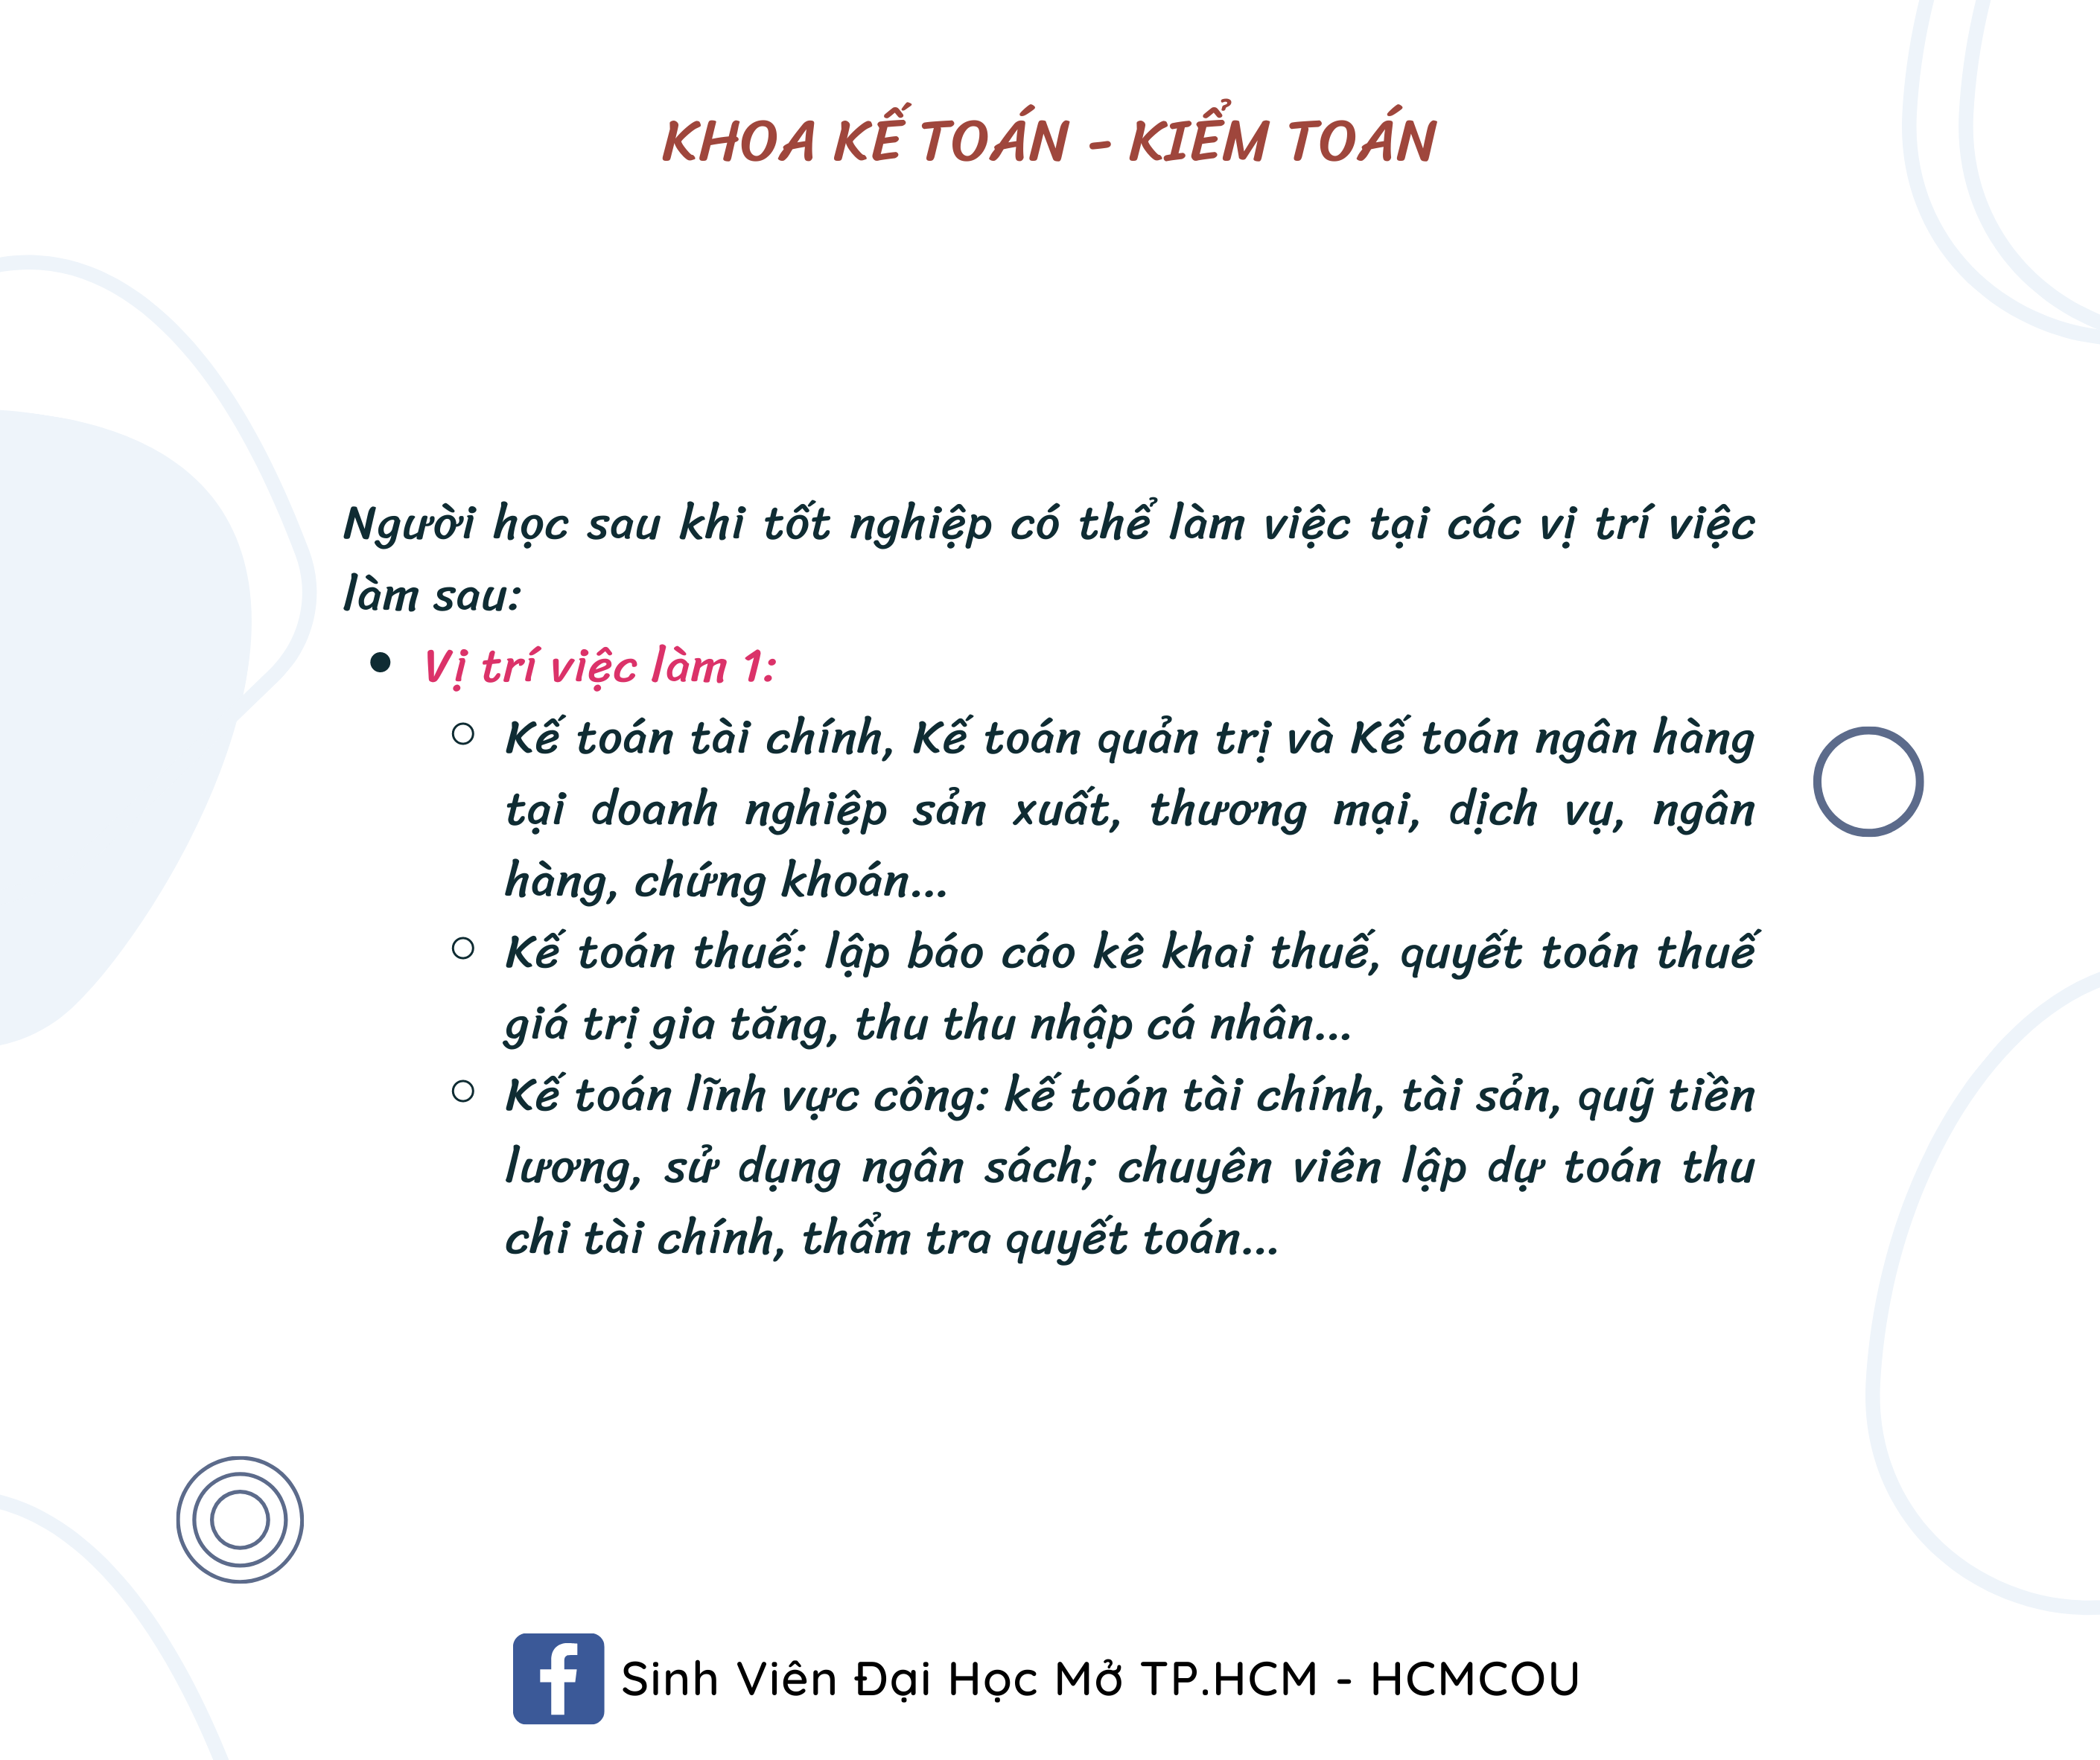 KHOA KẾ TOÁN - KIỂM TOÁN
Người học sau khi tốt nghiệp có thể làm việc tại các vị trí việc
làm sau:
Vị trí việc làm 1:
Kế toán tài chính, Kế toán quản trị và Kế toán ngân hàng
tại doanh nghiệp sản xuất, thương mại, dịch vụ, ngân
hàng, chứng khoán...
Kế toán thuế: lập báo cáo kê khai thuế, quyết toán thuế
giá trị gia tăng, thu thu nhập cá nhân...
Kế toán lĩnh vực công: kế toán tài chính, tài sản, quỹ tiền
lương, sử dụng ngân sách; chuyên viên lập dự toán thu
chi tài chính, thẩm tra quyết toán...
Sinh Viên Đại Học Mở TP.HCM - HCMCOU